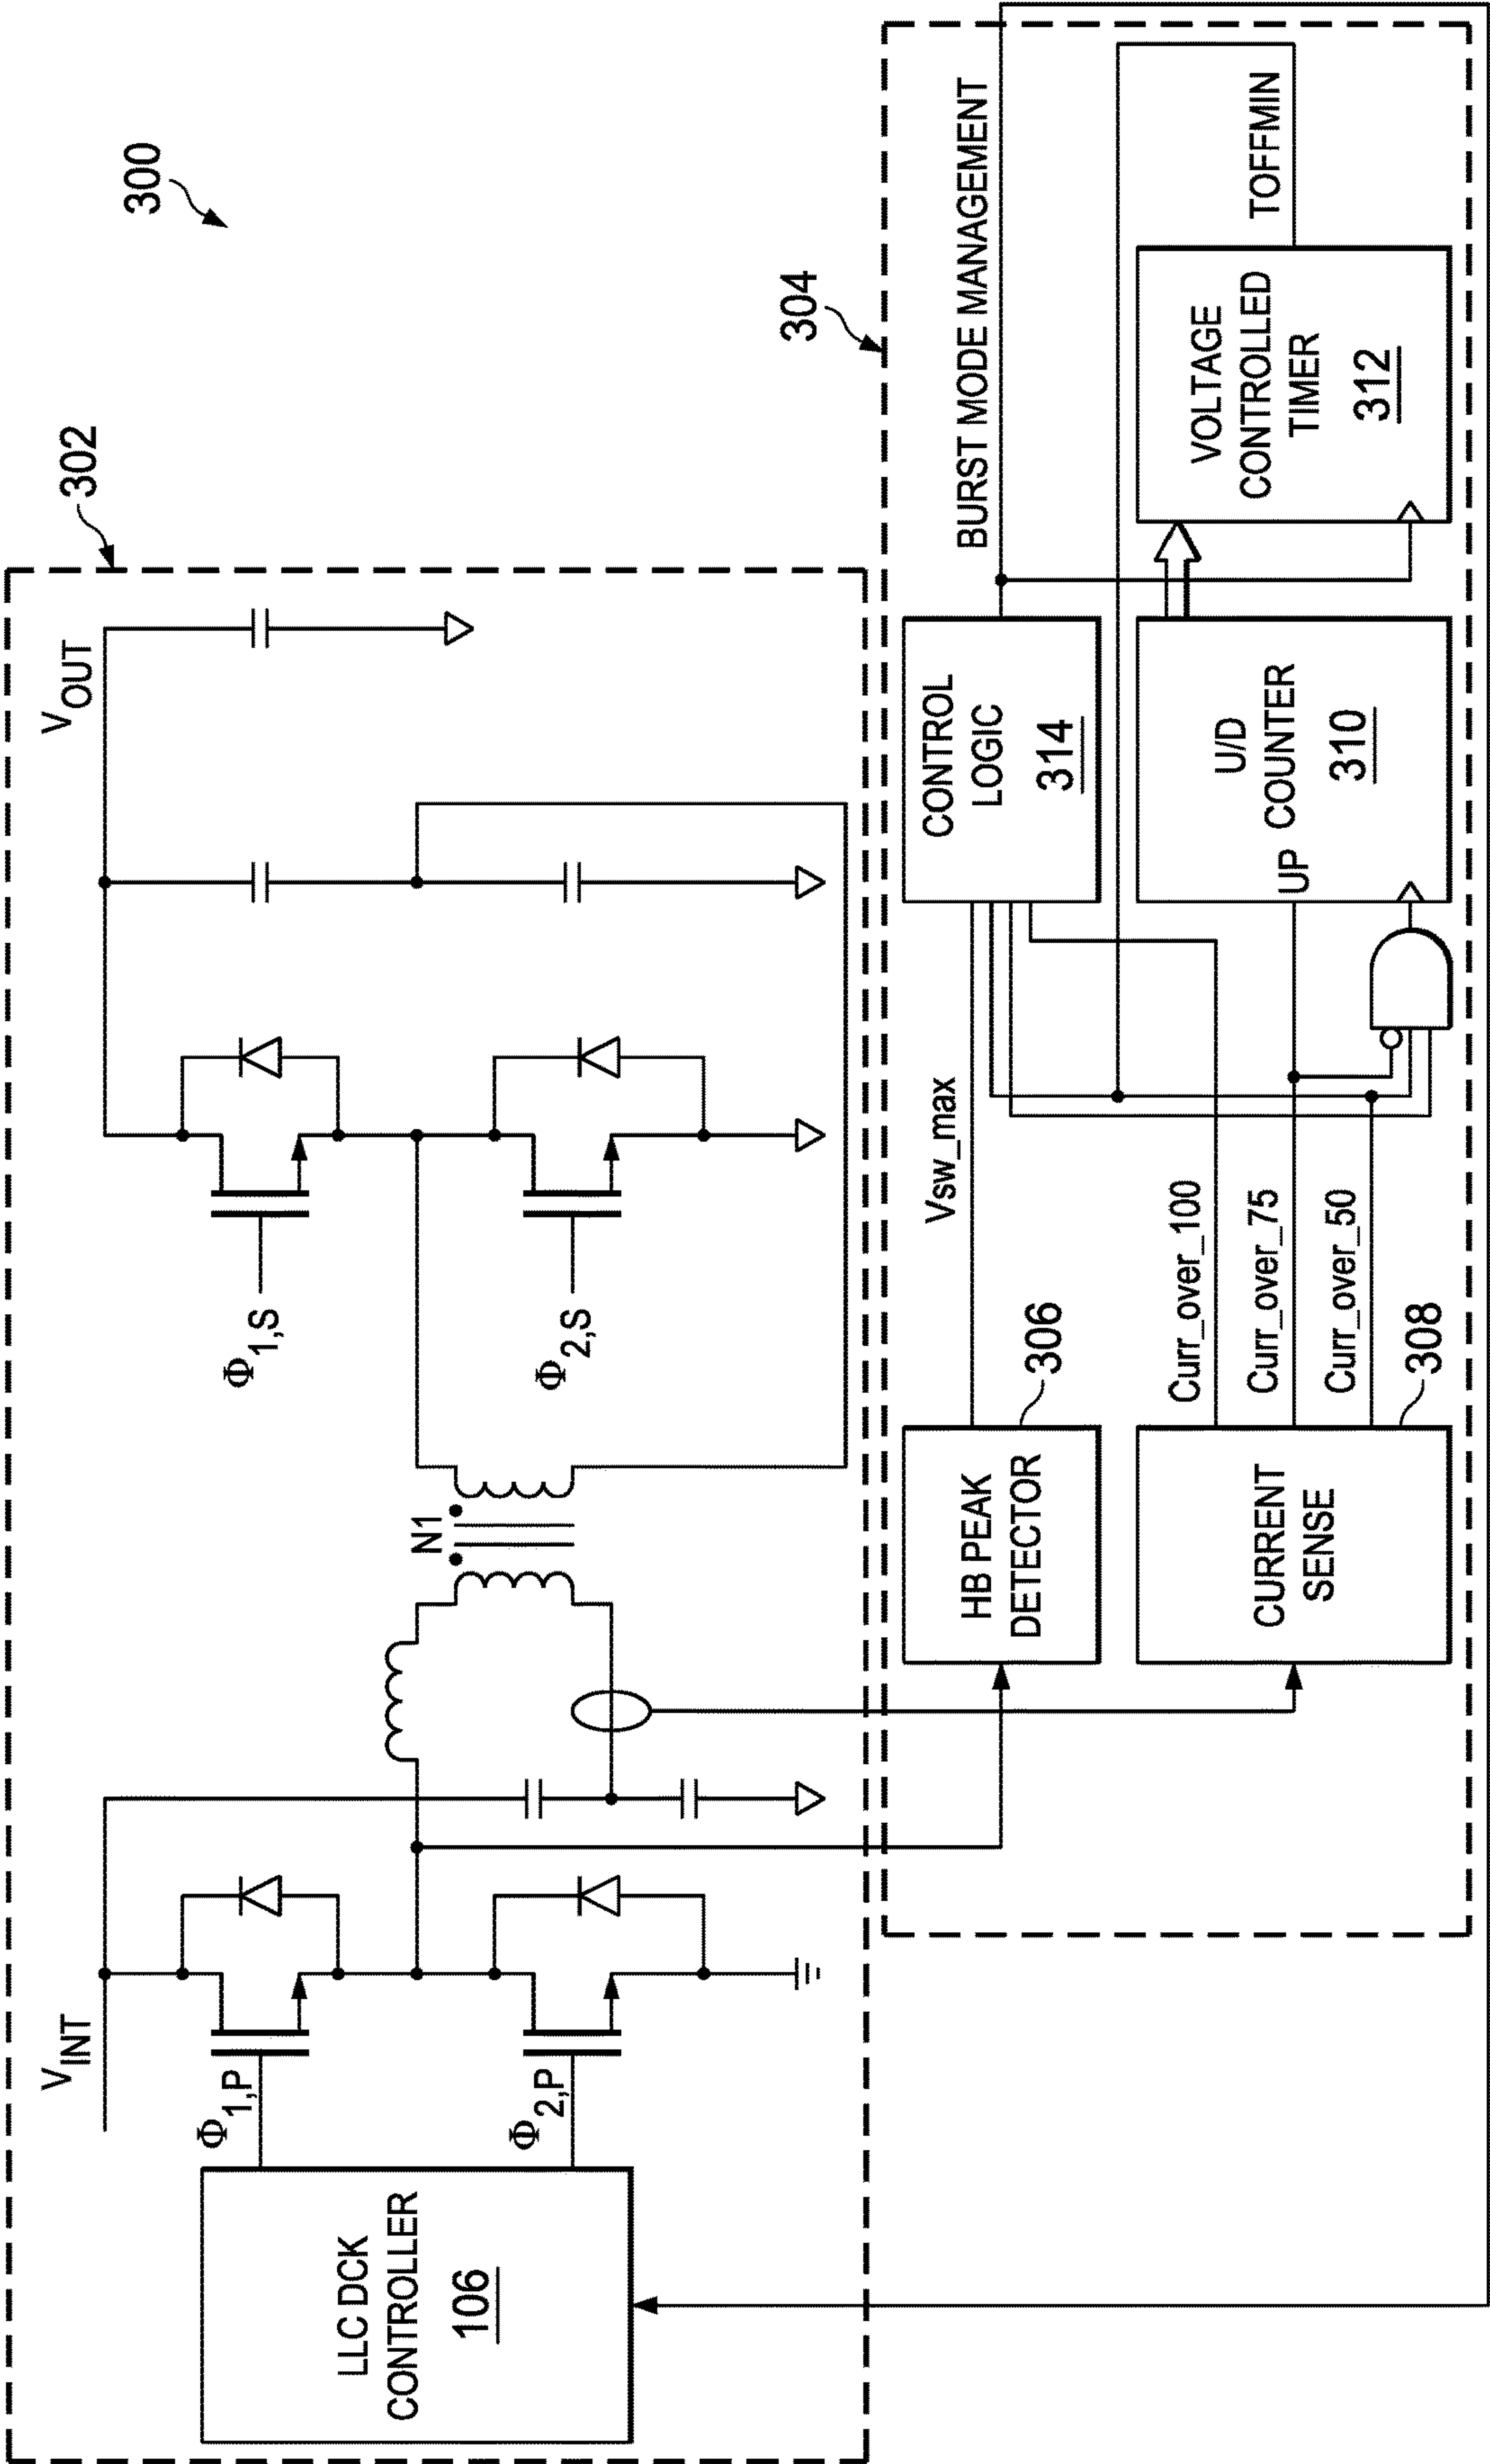 300
302
V_INT
V_OUT
Φ_1,P
Φ_2,P
LLC DCK
CONTROLLER
106
N1
Φ_1,S
Φ_2,S
304
HB PEAK
DETECTOR
306
Vsw_max
CONTROL
LOGIC
314
BURST MODE MANAGEMENT
CURRENT
SENSE
308
Curr_over_100
Curr_over_75
Curr_over_50
UP
U/D
COUNTER
310
VOLTAGE
CONTROLLED
TIMER
312
TOFFMIN